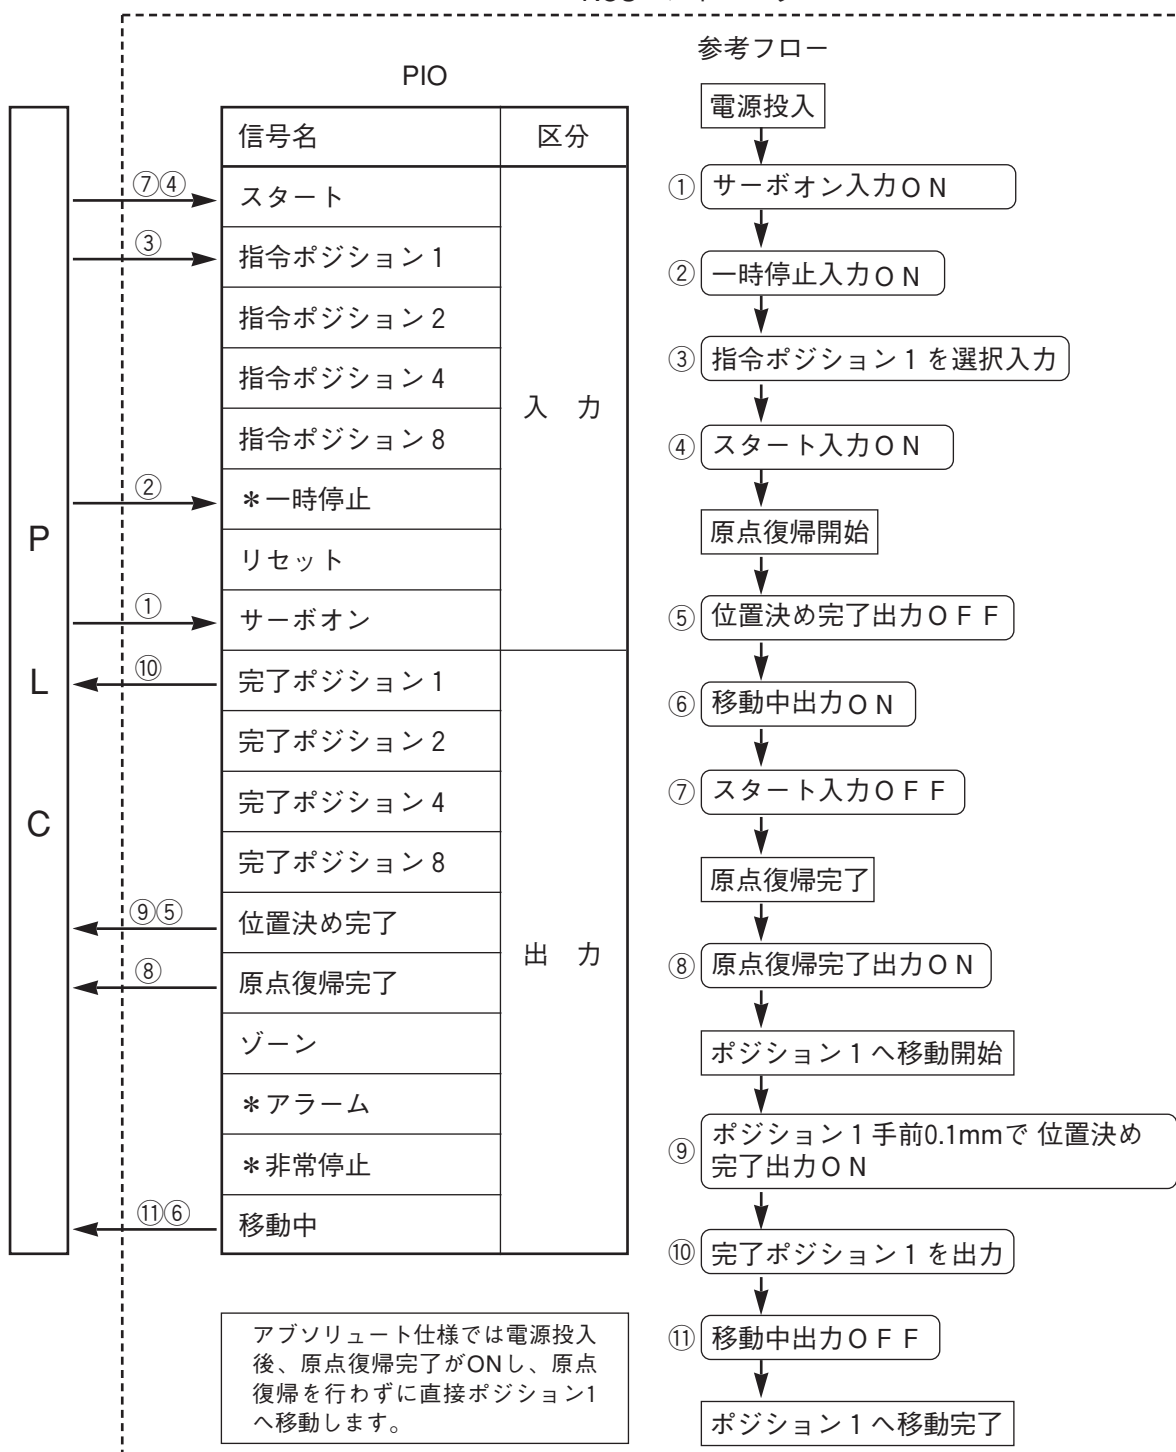 参考フロー
PIO
信号名 区分
スタート
指令ポジション1
指令ポジション2
指令ポジション4
指令ポジション8
＊一時停止
リセット
サーボオン
入 力
完了ポジション1
完了ポジション2
完了ポジション4
完了ポジション8
位置決め完了
原点復帰完了
ゾーン
＊アラーム
＊非常停止
移動中
出 力
P
L
C
⑦④
③
②
①
⑩
⑨⑤
⑧
⑪⑥
アブソリュート仕様では電源投入
後、原点復帰完了がONし、原点
復帰を行わずに直接ポジション1
へ移動します。
電源投入
① サーボオン入力ON
② 一時停止入力ON
③ 指令ポジション1を選択入力
④ スタート入力ON
原点復帰開始
⑤ 位置決め完了出力OFF
⑥ 移動中出力ON
⑦ スタート入力OFF
原点復帰完了
⑧ 原点復帰完了出力ON
ポジション1へ移動開始
⑨ ポジション1手前0.1mmで 位置決め
完了出力ON
⑩ 完了ポジション1を出力
⑪ 移動中出力OFF
ポジション1へ移動完了